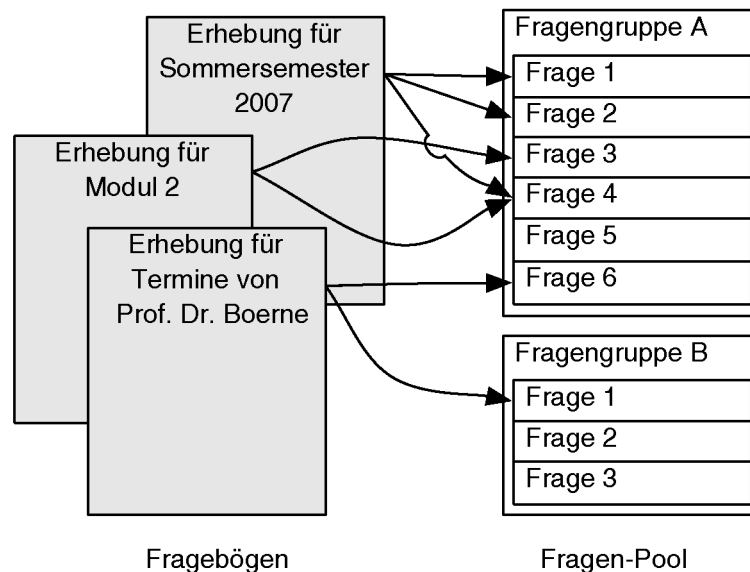 Erhebung für
Sommersemester
2007
Erhebung für
Modul 2
Erhebung für
Termine von
Prof. Dr. Boerne
Fragebögen
Fragengruppe A
Frage 1
Frage 2
Frage 3
Frage 4
Frage 5
Frage 6
Fragengruppe B
Frage 1
Frage 2
Frage 3
Fragen-Pool